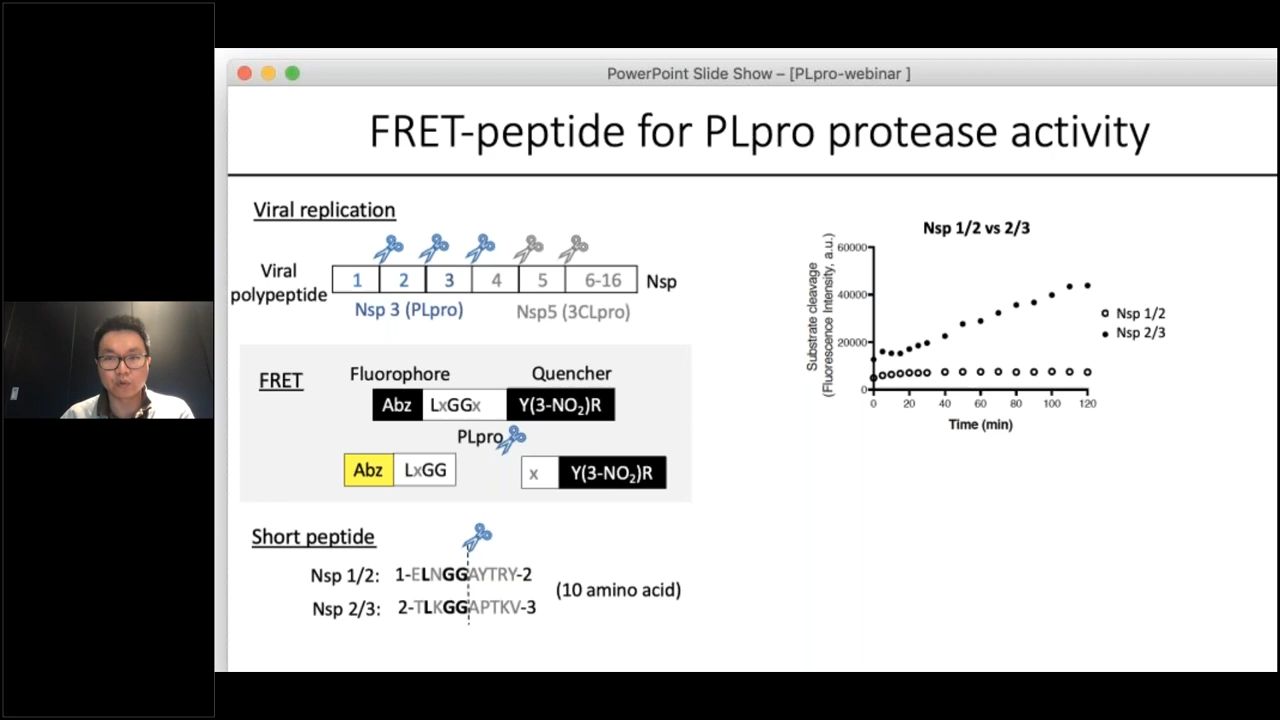 PowerPoint Slide Show – [PLpro-webinar ]
FRET-peptide for PLpro protease activity
Viral replication
Viral polypeptide
1 2 3 4 5 6-16 Nsp
Nsp 3 (PLpro) Nsp5 (3CLpro)
FRET
Fluorophore Quencher
Abz LxGGx Y(3-NO₂)R
PLpro
Abz LxGG x Y(3-NO₂)R
Short peptide
Nsp 1/2: 1-ELNGGAYTRY-2
Nsp 2/3: 2-TLKGGAPTKV-3
(10 amino acid)
Nsp 1/2 vs 2/3
Substrate cleavage
(Fluorescence Intensity, a.u.)
60000
40000
20000
0
0 20 40 60 80 100 120
Time (min)
Nsp 1/2
Nsp 2/3